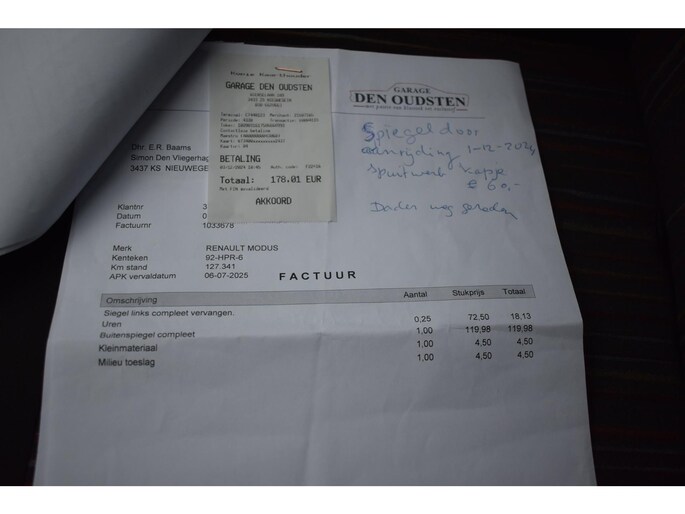 GARAGE DEN OUDSTEN
Totaal: 178.01 EUR
BETALING
AKKOORD
GARAGE
DEN OUDSTEN
Spiegel door
aanrijding 1-12-2024
spuitwerk kapje
€ 60,-
Dader weg gereden
Dhr. E.R. Baams
Simon Den Vliegerhag
3437 KS NIEUWEGE
Klantnr 3
Datum 0
Factuurnr 1033678
Merk RENAULT MODUS
Kenteken 92-HPR-6
Km stand 127.341
APK vervaldatum 06-07-2025
FACTUUR
Omschrijving Aantal Stukprijs Totaal
Siegel links compleet vervangen.
Uren 0,25 72,50 18,13
Buitenspiegel compleet 1,00 119,98 119,98
Kleinmateriaal 1,00 4,50 4,50
Milieu toeslag 1,00 4,50 4,50